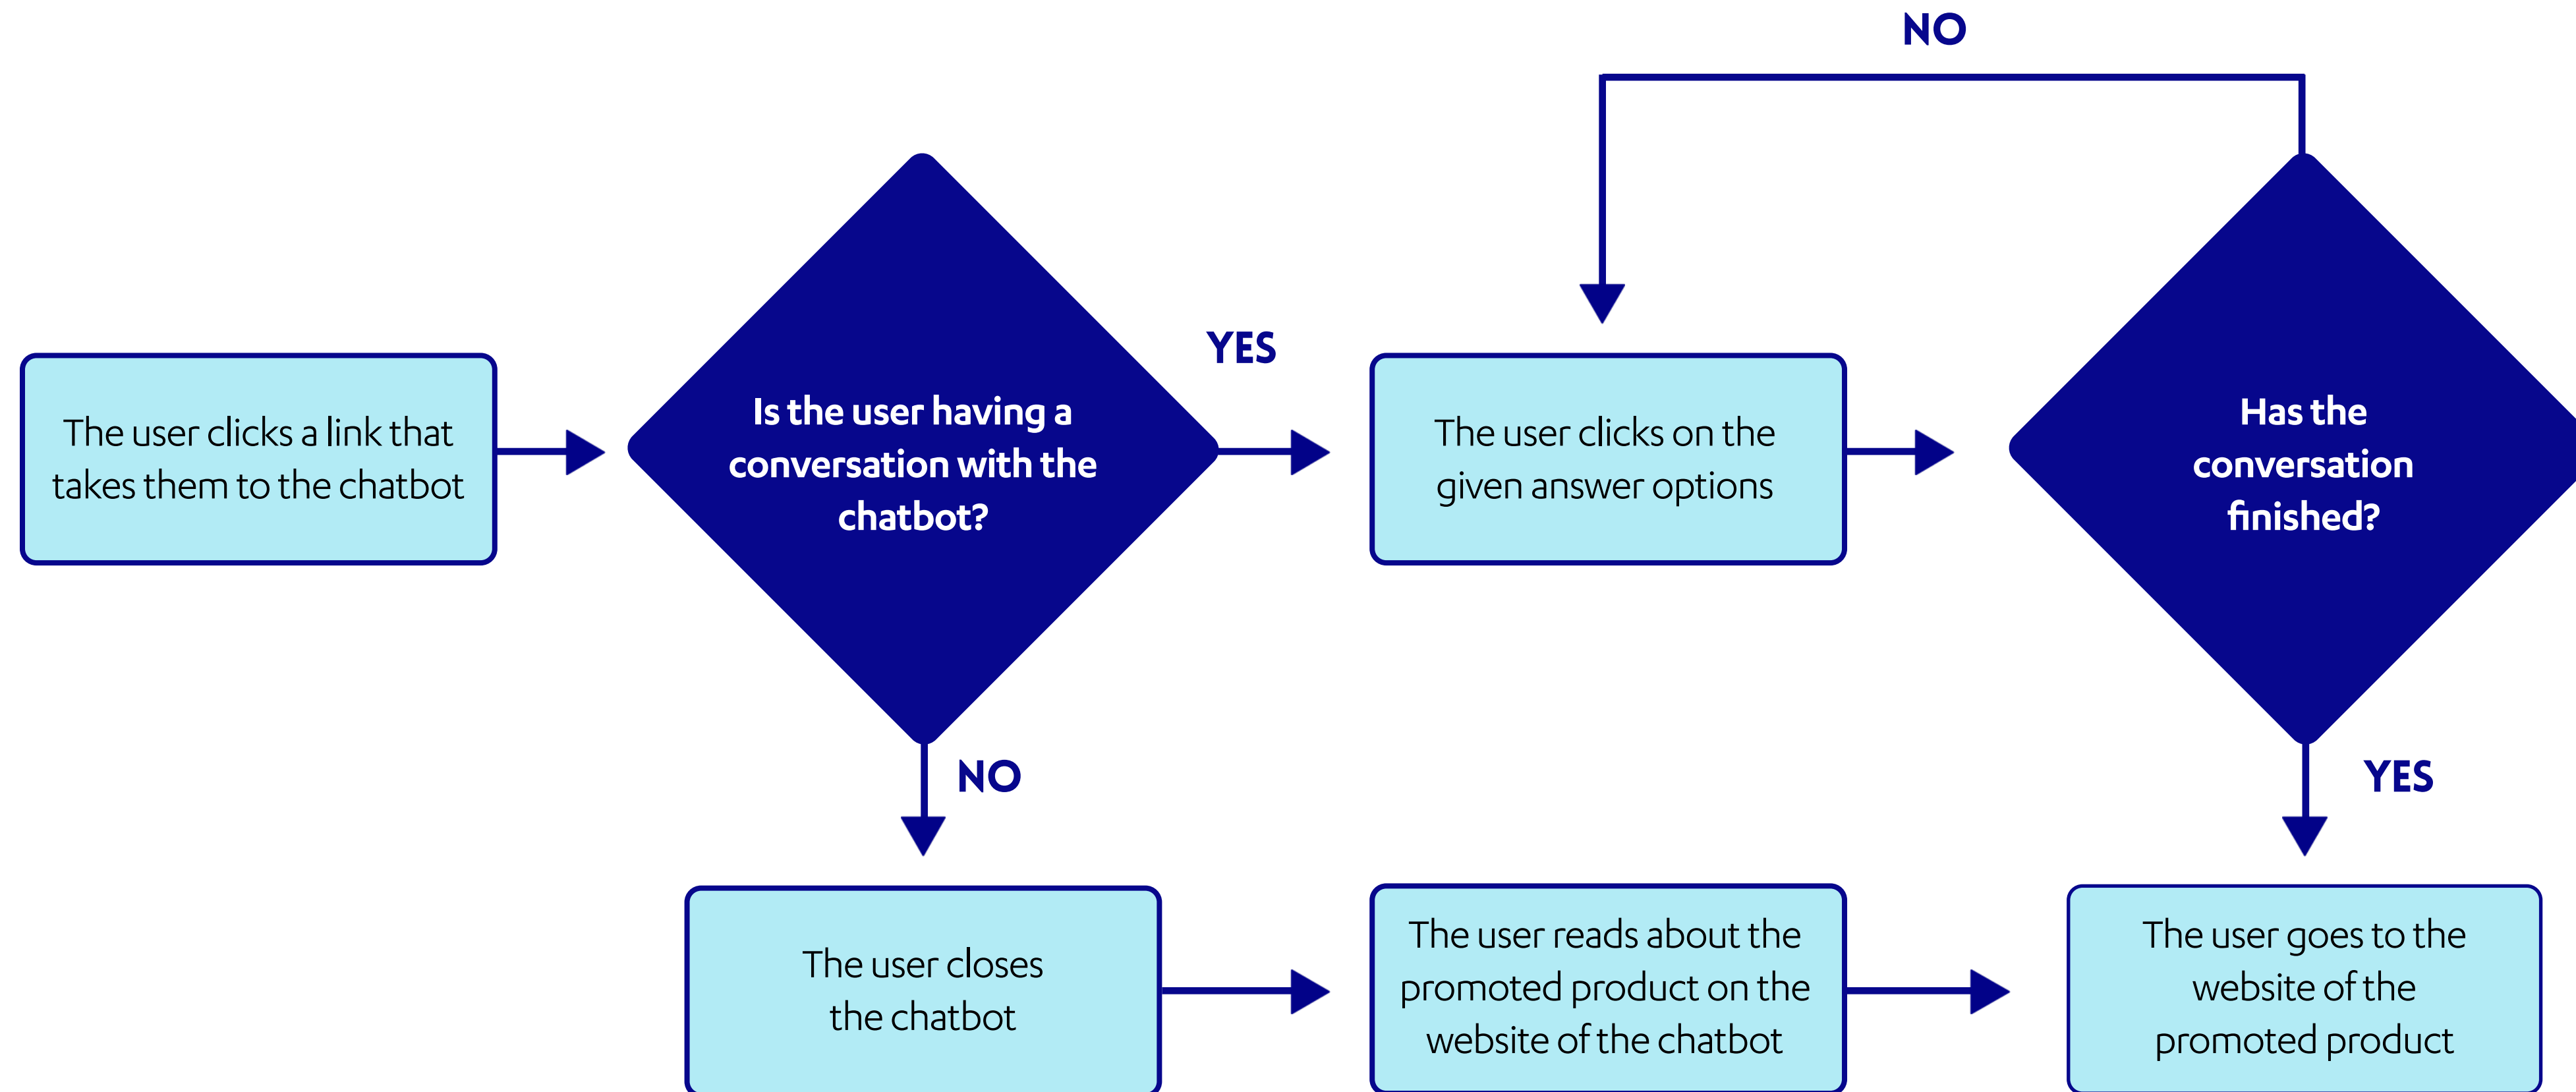 NO
The user clicks a link that
takes them to the chatbot
Is the user having a
conversation with the
chatbot?
YES
The user clicks on the
given answer options
Has the
conversation
finished?
NO
YES
The user closes
the chatbot
The user reads about the
promoted product on the
website of the chatbot
The user goes to the
website of the
promoted product